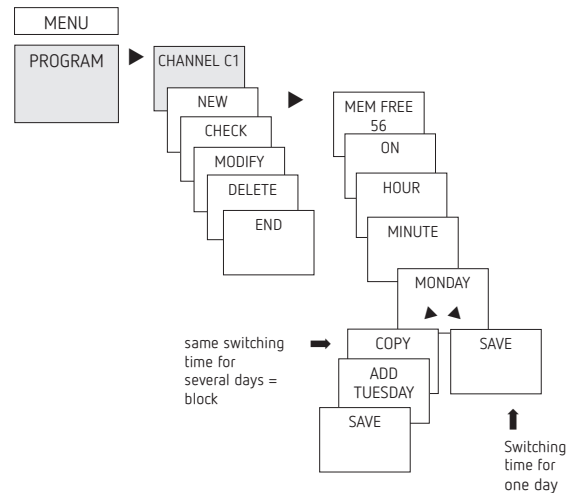 MENU
PROGRAM
CHANNEL C1
NEW
CHECK
MODIFY
DELETE
END
MEM FREE
56
ON
HOUR
MINUTE
MONDAY
same switching
time for
several days =
block
COPY
ADD
TUESDAY
SAVE
SAVE
Switching
time for
one day